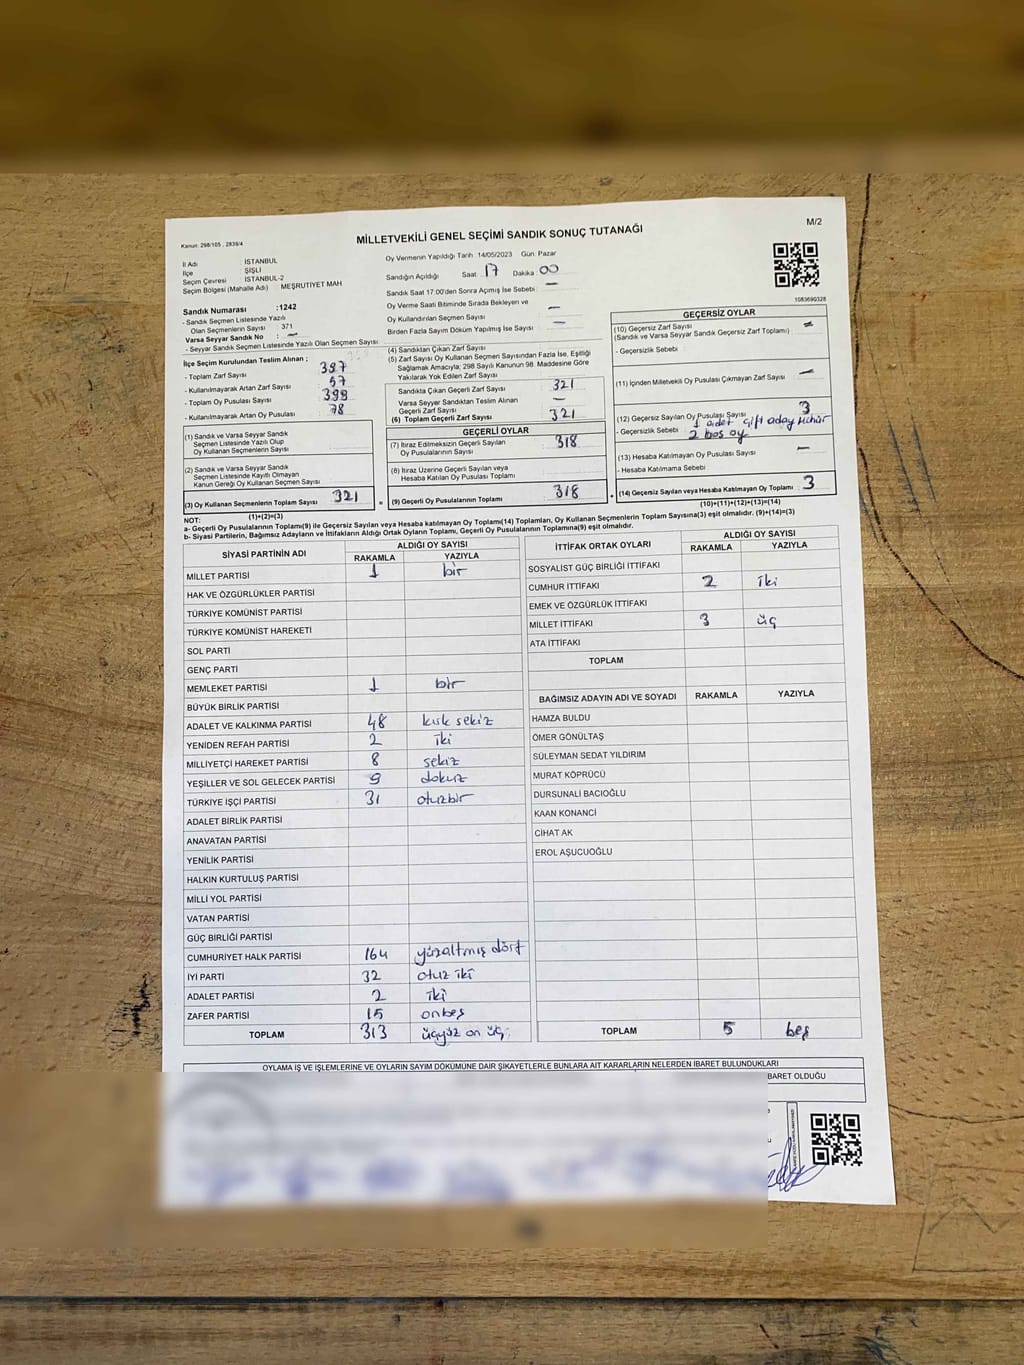 M/2
Kanun: 298/105 , 2839/4
MİLLETVEKİLİ GENEL SEÇİMİ SANDIK SONUÇ TUTANAĞI
İl Adı : İSTANBUL
İlçe : ŞİŞLİ
Seçim Çevresi : İSTANBUL-2
Seçim Bölgesi (Mahalle Adı) : MEŞRUTİYET MAH
Sandık Numarası :1242
- Sandık Seçmen Listesinde Yazılı
Olan Seçmenlerin Sayısı : 371
Varsa Seyyar Sandık No : —
- Seyyar Sandık Seçmen Listesinde Yazılı Olan Seçmen Sayısı
Oy Vermenin Yapıldığı Tarih 14/05/2023 Gün: Pazar
Sandığın Açıldığı Saat 17 Dakika 00
Sandık Saat 17:00'den Sonra Açılmış İse Sebebi : —
Oy Verme Saati Bitiminde Sırada Bekleyen ve
Oy Kullandırılan Seçmen Sayısı : —
Birden Fazla Sayım Döküm Yapılmış İse Sayısı : —
1083690328
İlçe Seçim Kurulundan Teslim Alınan ;
- Toplam Zarf Sayısı : 397
- Kullanılmayarak Artan Zarf Sayısı : 57
- Toplam Oy Pusulası Sayısı : 399
- Kullanılmayarak Artan Oy Pusulası : 78
(1) Sandık ve Varsa Seyyar Sandık
Seçmen Listesinde Yazılı Olup
Oy Kullanan Seçmenlerin Sayısı :
(2) Sandık ve Varsa Seyyar Sandık
Seçmen Listesinde Kayıtlı Olmayan
Kanun Gereği Oy Kullanan Seçmen Sayısı :
(3) Oy Kullanan Seçmenlerin Toplam Sayısı : 321
(1)+(2)=(3)
(4) Sandıktan Çıkan Zarf Sayısı :
(5) Zarf Sayısı Oy Kullanan Seçmen Sayısından Fazla İse, Eşitliği
Sağlamak Amacıyla; 298 Sayılı Kanunun 98. Maddesine Göre
Yakılarak Yok Edilen Zarf Sayısı :
Sandıkta Çıkan Geçerli Zarf Sayısı : 321
Varsa Seyyar Sandıktan Teslim Alınan
Geçerli Zarf Sayısı : —
(6) Toplam Geçerli Zarf Sayısı : 321
GEÇERLİ OYLAR
(7) İtiraz Edilmeksizin Geçerli Sayılan
Oy Pusulalarının Sayısı : 318
(8) İtiraz Üzerine Geçerli Sayılan veya
Hesaba Katılan Oy Pusulası Toplamı :
= (9) Geçerli Oy Pusulalarının Toplamı : 318
GEÇERSİZ OYLAR
(10) Geçersiz Zarf Sayısı :
(Sandık ve Varsa Seyyar Sandık Geçersiz Zarf Toplamı)
- Geçersizlik Sebebi :
(11) İçinden Milletvekili Oy Pusulası Çıkmayan Zarf Sayısı : —
(12) Geçersiz Sayılan Oy Pusulası Sayısı : 3
- Geçersizlik Sebebi : 1 adet çift aday mühür
2 boş oy
(13) Hesaba Katılmayan Oy Pusulası Sayısı : —
- Hesaba Katılmama Sebebi :
+ (14) Geçersiz Sayılan veya Hesaba Katılmayan Oy Toplamı : 3
(10)+(11)+(12)+(13)=(14)
NOT:
a- Geçerli Oy Pusulaları Toplamı(9) ile Geçersiz Sayılan veya Hesaba katılmayan Oy Toplamı(14) Toplamları, Oy Kullanan Seçmenlerin Toplam Sayısına(3) eşit olmalıdır. (9)+(14)=(3)
b- Siyasi Partilerin, Bağımsız Adayların ve İttifakların Aldığı Ortak Oyların Toplamı, Geçerli Oy Pusulalarının Toplamına(9) eşit olmalıdır.
SİYASİ PARTİNİN ADI ALDIĞI OY SAYISI
RAKAMLA YAZIYLA
MİLLET PARTİSİ 1 bir
HAK VE ÖZGÜRLÜKLER PARTİSİ
TÜRKİYE KOMÜNİST PARTİSİ
TÜRKİYE KOMÜNİST HAREKETİ
SOL PARTİ
GENÇ PARTİ
MEMLEKET PARTİSİ 1 bir
BÜYÜK BİRLİK PARTİSİ
ADALET VE KALKINMA PARTİSİ 48 kırk sekiz
YENİDEN REFAH PARTİSİ 2 iki
MİLLİYETÇİ HAREKET PARTİSİ 8 sekiz
YEŞİLLER VE SOL GELECEK PARTİSİ 9 dokuz
TÜRKİYE İŞÇİ PARTİSİ 31 otuzbir
ADALET BİRLİK PARTİSİ
ANAVATAN PARTİSİ
YENİLİK PARTİSİ
HALKIN KURTULUŞ PARTİSİ
MİLLİ YOL PARTİSİ
VATAN PARTİSİ
GÜÇ BİRLİĞİ PARTİSİ
CUMHURİYET HALK PARTİSİ 164 yüzaltmış dört
İYİ PARTİ 32 otuz iki
ADALET PARTİSİ 2 iki
ZAFER PARTİSİ 15 onbeş
TOPLAM 313 üçyüz on üç
İTTİFAK ORTAK OYLARI ALDIĞI OY SAYISI
RAKAMLA YAZIYLA
SOSYALİST GÜÇ BİRLİĞİ İTTİFAKI
CUMHUR İTTİFAKI 2 iki
EMEK VE ÖZGÜRLÜK İTTİFAKI
MİLLET İTTİFAKI 3 üç
ATA İTTİFAKI
TOPLAM
BAĞIMSIZ ADAYIN ADI VE SOYADI RAKAMLA YAZIYLA
HAMZA BULDU
ÖMER GÖNÜLTAŞ
SÜLEYMAN SEDAT YILDIRIM
MURAT KÖPRÜCÜ
DURSUNALİ BACIOĞLU
KAAN KONANCİ
CİHAT AK
EROL AŞUCUOĞLU
TOPLAM 5 beş
OYLAMA İŞ VE İŞLEMLERİNE VE OYLARIN SAYIM DÖKÜMÜNE DAİR ŞİKAYETLERLE BUNLARA AİT KARARLARIN NELERDEN İBARET BULUNDUKLARI
BARET OLDUĞU